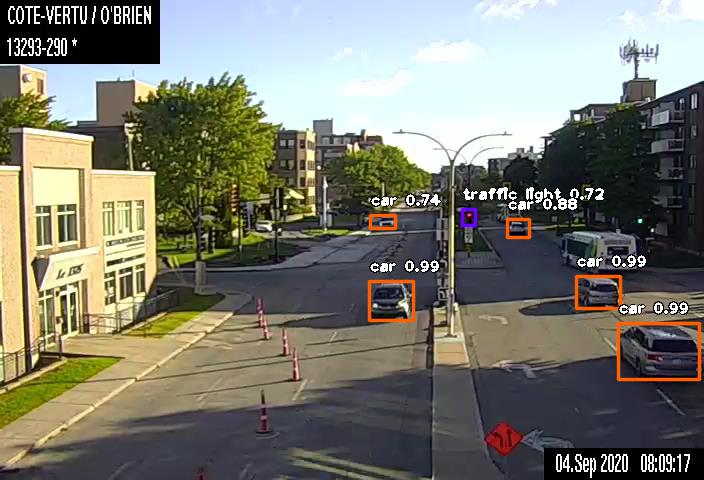 COTE-VERTU / O'BRIEN
13293-290 *
car 0.74
traffic light 0.72
car 0.88
car 0.99
car 0.99
car 0.99
04.Sep 2020 08:09:17